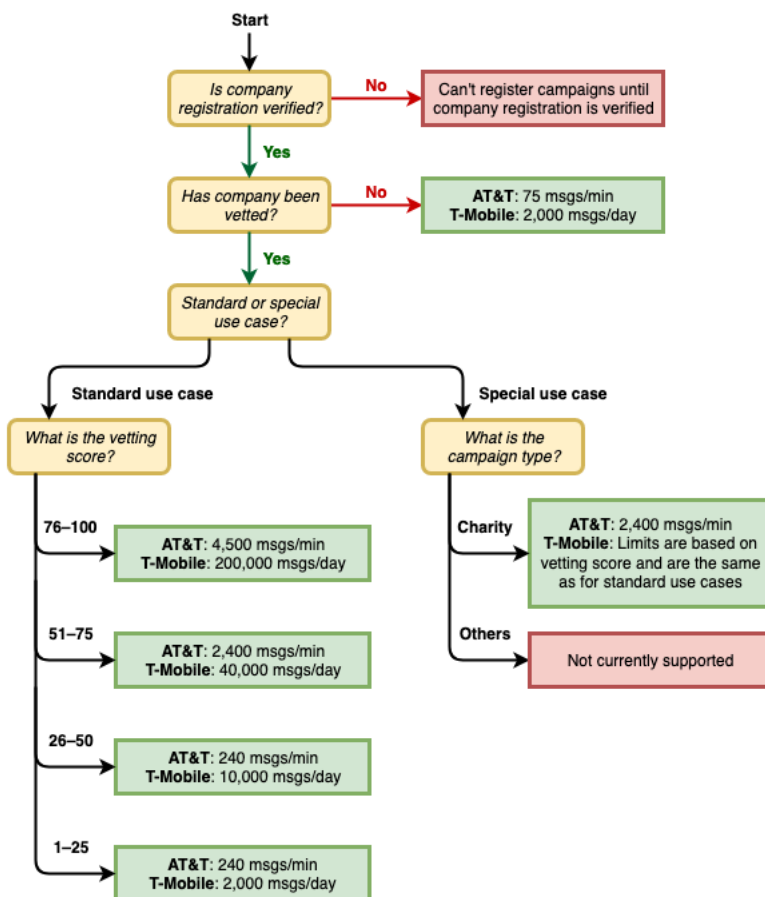 Start
Is company
registration verified?
No
Can't register campaigns until
company registration is verified
Yes
Has company been
vetted?
No
AT&T: 75 msgs/min
T-Mobile: 2,000 msgs/day
Yes
Standard or special
use case?
Standard use case
Special use case
What is the vetting
score?
What is the
campaign type?
76–100
AT&T: 4,500 msgs/min
T-Mobile: 200,000 msgs/day
Charity
AT&T: 2,400 msgs/min
T-Mobile: Limits are based on
vetting score and are the same
as for standard use cases
51–75
AT&T: 2,400 msgs/min
T-Mobile: 40,000 msgs/day
Others
Not currently supported
26–50
AT&T: 240 msgs/min
T-Mobile: 10,000 msgs/day
1–25
AT&T: 240 msgs/min
T-Mobile: 2,000 msgs/day